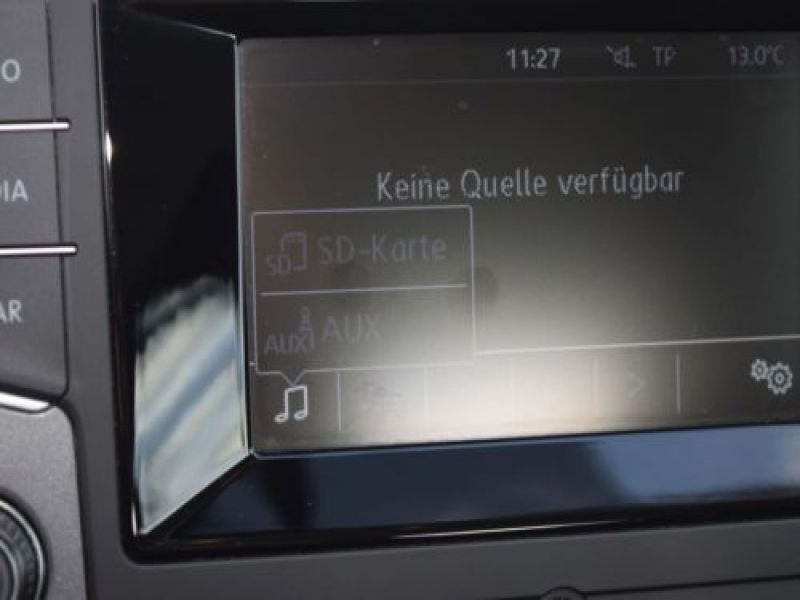 O
11:27 TP 13.0°C
DIA
Keine Quelle verfügbar
SD SD-Karte
AR
AUX AUX